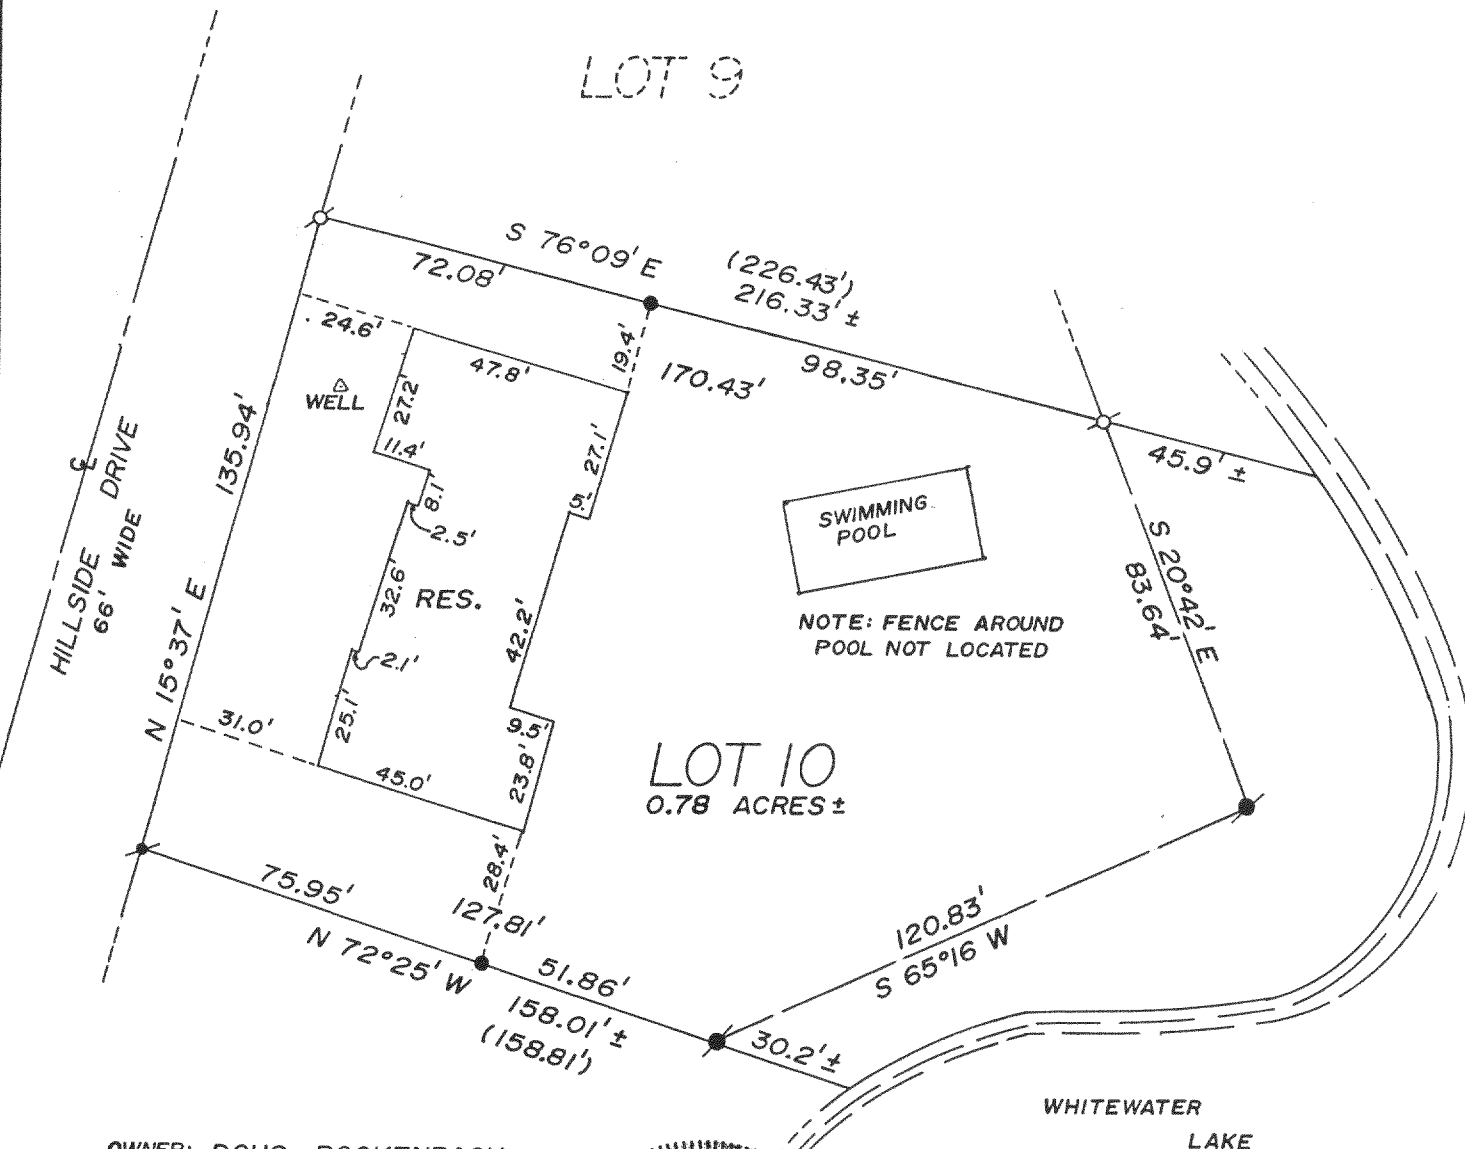 LOT 9
S 76°09' E
72.08'
(226.43')
216.33' ±
98.35'
170.43'
45.9' ±
24.6'
47.8'
19.4'
WELL
27.2'
11.4'
8.1'
2.5'
27.1'
5.'
135.94'
N 15°37' E
HILLSIDE DRIVE
66' WIDE
℄
32.6'
RES.
42.2'
2.1'
25.1'
31.0'
45.0'
9.5'
23.8'
28.4'
SWIMMING
POOL
NOTE: FENCE AROUND
POOL NOT LOCATED
S 20°42' E
83.64'
LOT 10
0.78 ACRES ±
75.95'
127.81'
N 72°25' W
51.86'
158.01' ±
(158.81')
30.2' ±
120.83'
S 65°16 W
WHITEWATER
LAKE
OWNER: DOUG